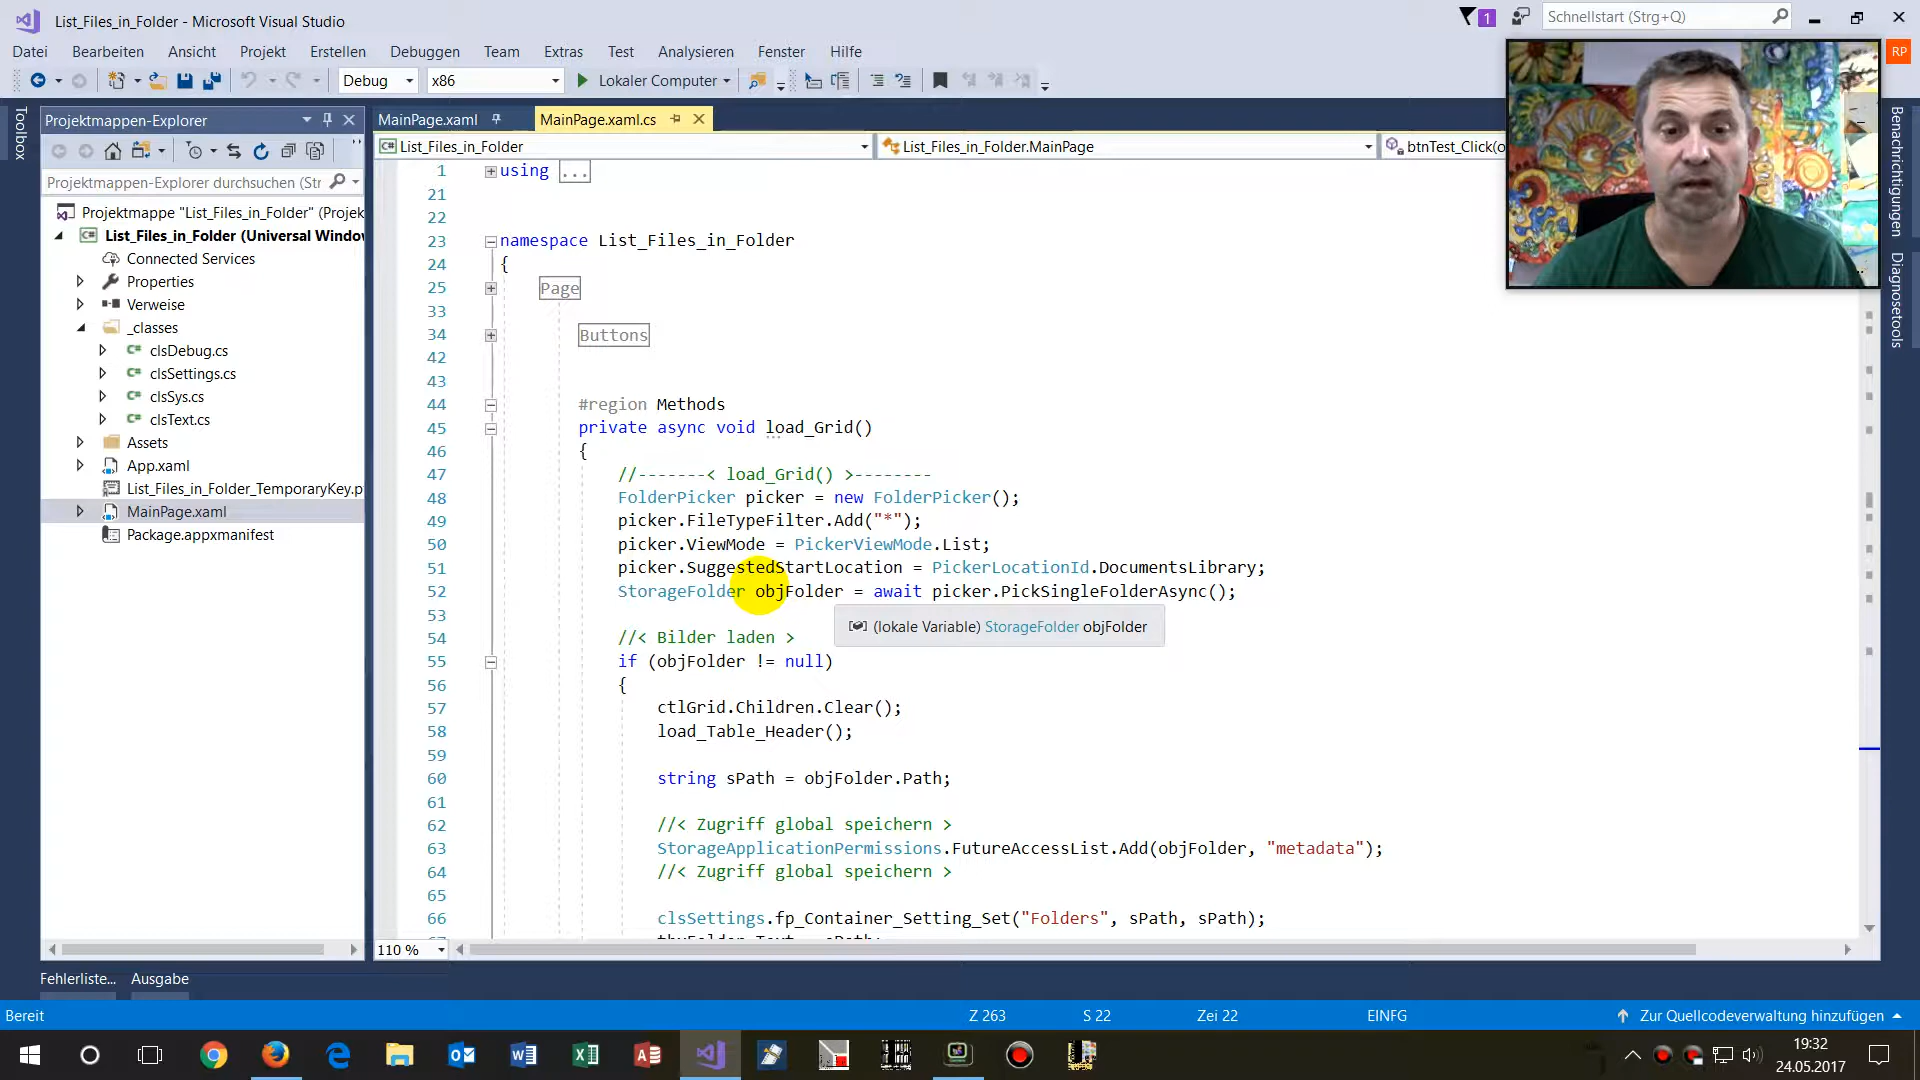 List_Files_in_Folder - Microsoft Visual Studio
1
Schnellstart (Strg+Q)
Datei Bearbeiten Ansicht Projekt Erstellen Debuggen Team Extras Test Analysieren Fenster Hilfe
RP
Debug x86 Lokaler Computer
Toolbox
Projektmappen-Explorer
MainPage.xaml MainPage.xaml.cs
List_Files_in_Folder List_Files_in_Folder.MainPage btnTest_Click(o
Projektmappen-Explorer durchsuchen (Str
Projektmappe "List_Files_in_Folder" (Projek
List_Files_in_Folder (Universal Window
Connected Services
Properties
Verweise
_classes
clsDebug.cs
clsSettings.cs
clsSys.cs
clsText.cs
Assets
App.xaml
List_Files_in_Folder_TemporaryKey.p
MainPage.xaml
Package.appxmanifest
1 using ...
21
22
23 namespace List_Files_in_Folder
24 {
25 Page
33
34 Buttons
42
43
44 #region Methods
45 private async void load_Grid()
46 {
47 //-------< load_Grid() >--------
48 FolderPicker picker = new FolderPicker();
49 picker.FileTypeFilter.Add("*");
50 picker.ViewMode = PickerViewMode.List;
51 picker.SuggestedStartLocation = PickerLocationId.DocumentsLibrary;
52 StorageFolder objFolder = await picker.PickSingleFolderAsync();
53
(lokale Variable) StorageFolder objFolder
54 //< Bilder laden >
55 if (objFolder != null)
56 {
57 ctlGrid.Children.Clear();
58 load_Table_Header();
59
60 string sPath = objFolder.Path;
61
62 //< Zugriff global speichern >
63 StorageApplicationPermissions.FutureAccessList.Add(objFolder, "metadata");
64 //< Zugriff global speichern >
65
66 clsSettings.fp_Container_Setting_Set("Folders", sPath, sPath);
110 %
Benachrichtigungen
Diagnosetools
Fehlerliste... Ausgabe
Bereit Z 263 S 22 Zei 22 EINFG Zur Quellcodeverwaltung hinzufügen
19:32
24.05.2017